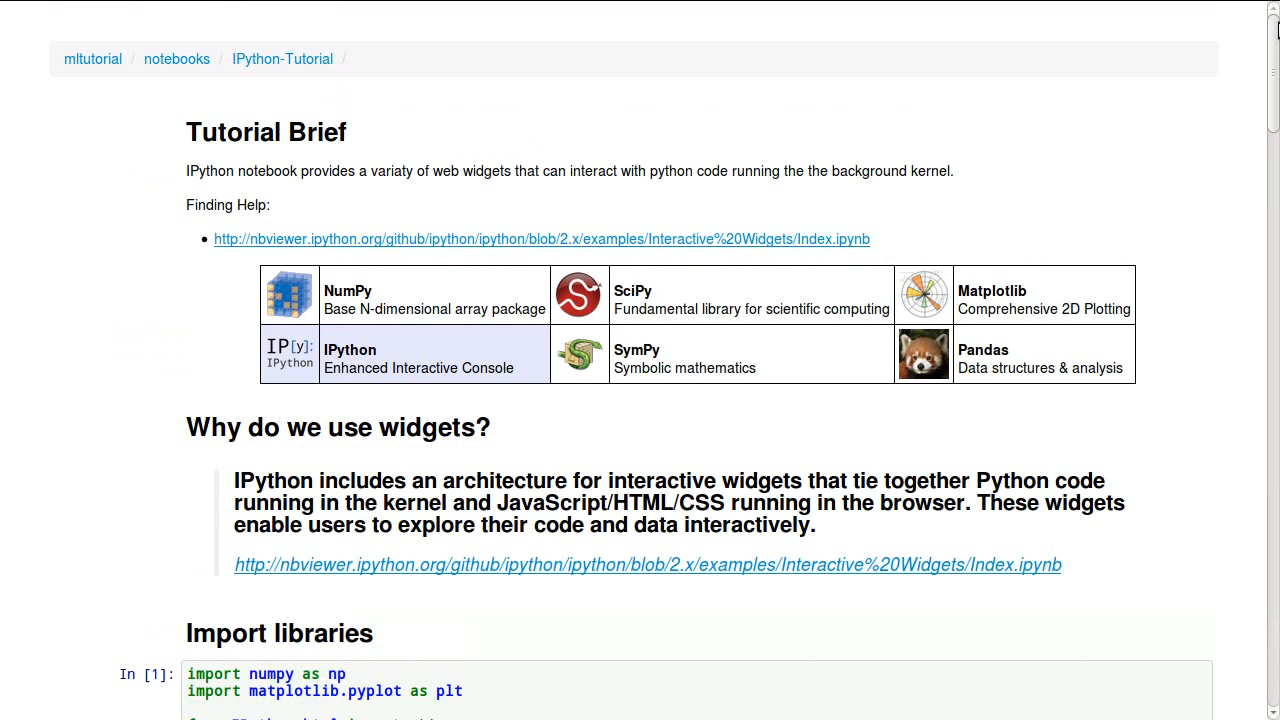 mltutorial / notebooks / IPython-Tutorial /
Tutorial Brief
IPython notebook provides a variaty of web widgets that can interact with python code running the the background kernel.
Finding Help:
http://nbviewer.ipython.org/github/ipython/ipython/blob/2.x/examples/Interactive%20Widgets/Index.ipynb
NumPy
Base N-dimensional array package
SciPy
Fundamental library for scientific computing
Matplotlib
Comprehensive 2D Plotting
IP[y]:
IPython
IPython
Enhanced Interactive Console
SymPy
Symbolic mathematics
Pandas
Data structures & analysis
Why do we use widgets?
IPython includes an architecture for interactive widgets that tie together Python code
running in the kernel and JavaScript/HTML/CSS running in the browser. These widgets
enable users to explore their code and data interactively.
http://nbviewer.ipython.org/github/ipython/ipython/blob/2.x/examples/Interactive%20Widgets/Index.ipynb
Import libraries
In [1]: import numpy as np
import matplotlib.pyplot as plt